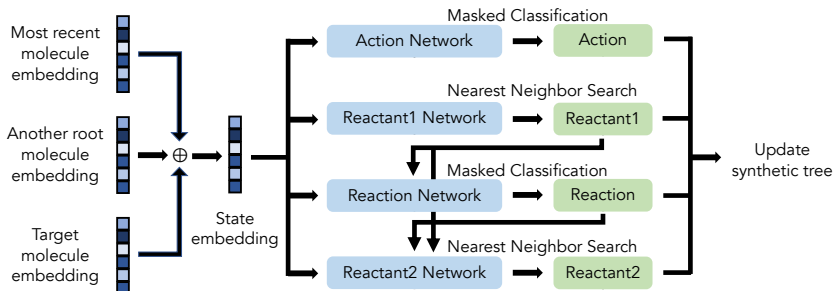 Most recent
molecule
embedding
Another root
molecule
embedding
Target
molecule
embedding
⊕
State
embedding
Masked Classification
Action Network
Action
Nearest Neighbor Search
Reactant1 Network
Reactant1
Masked Classification
Reaction Network
Reaction
Nearest Neighbor Search
Reactant2 Network
Reactant2
Update
synthetic tree